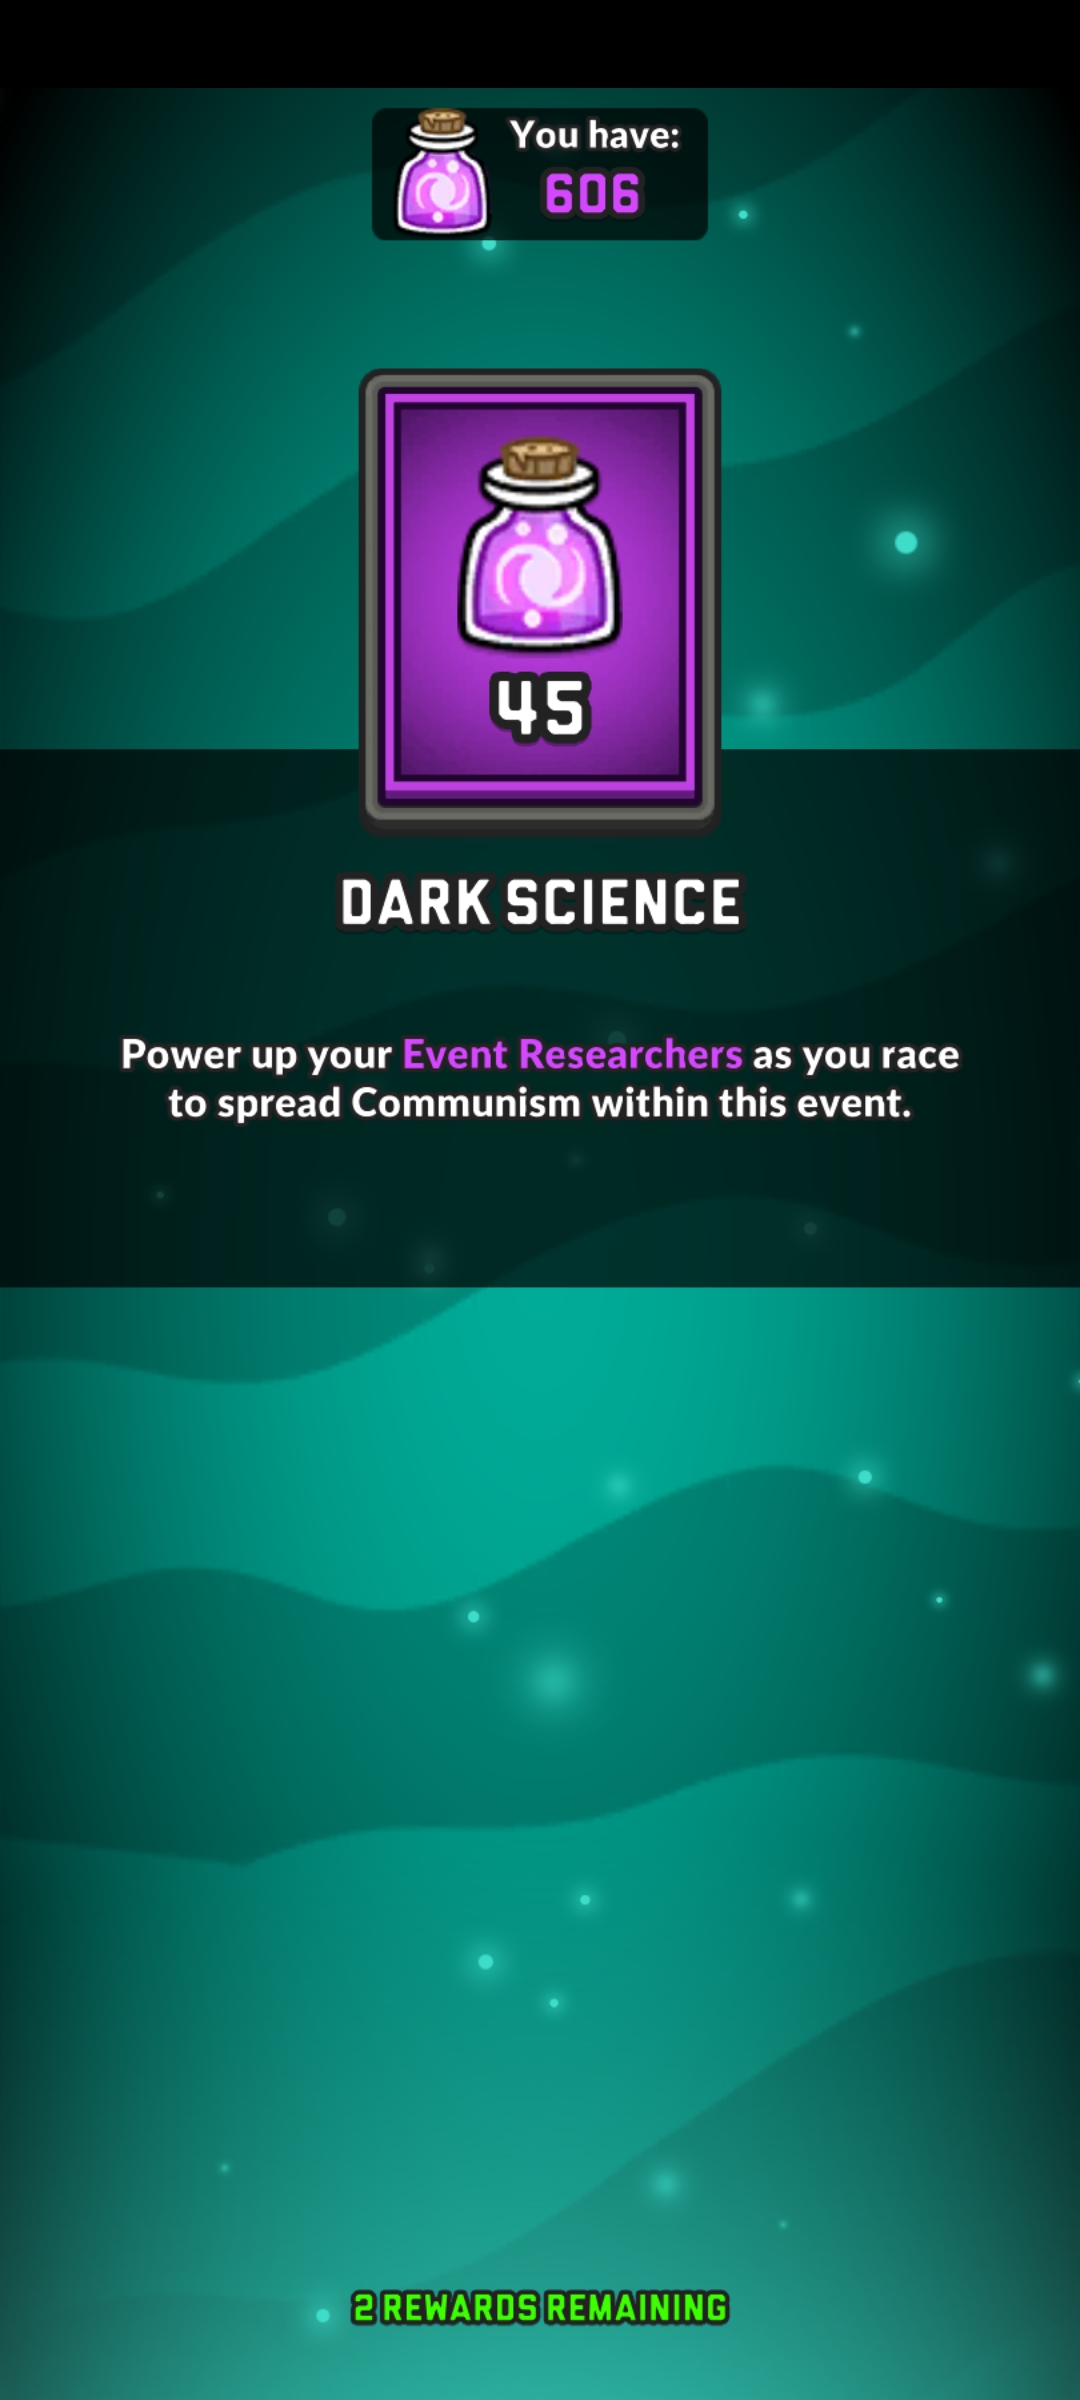 You have:
606
45
DARK SCIENCE
Power up your Event Researchers as you race
to spread Communism within this event.
2 REWARDS REMAINING